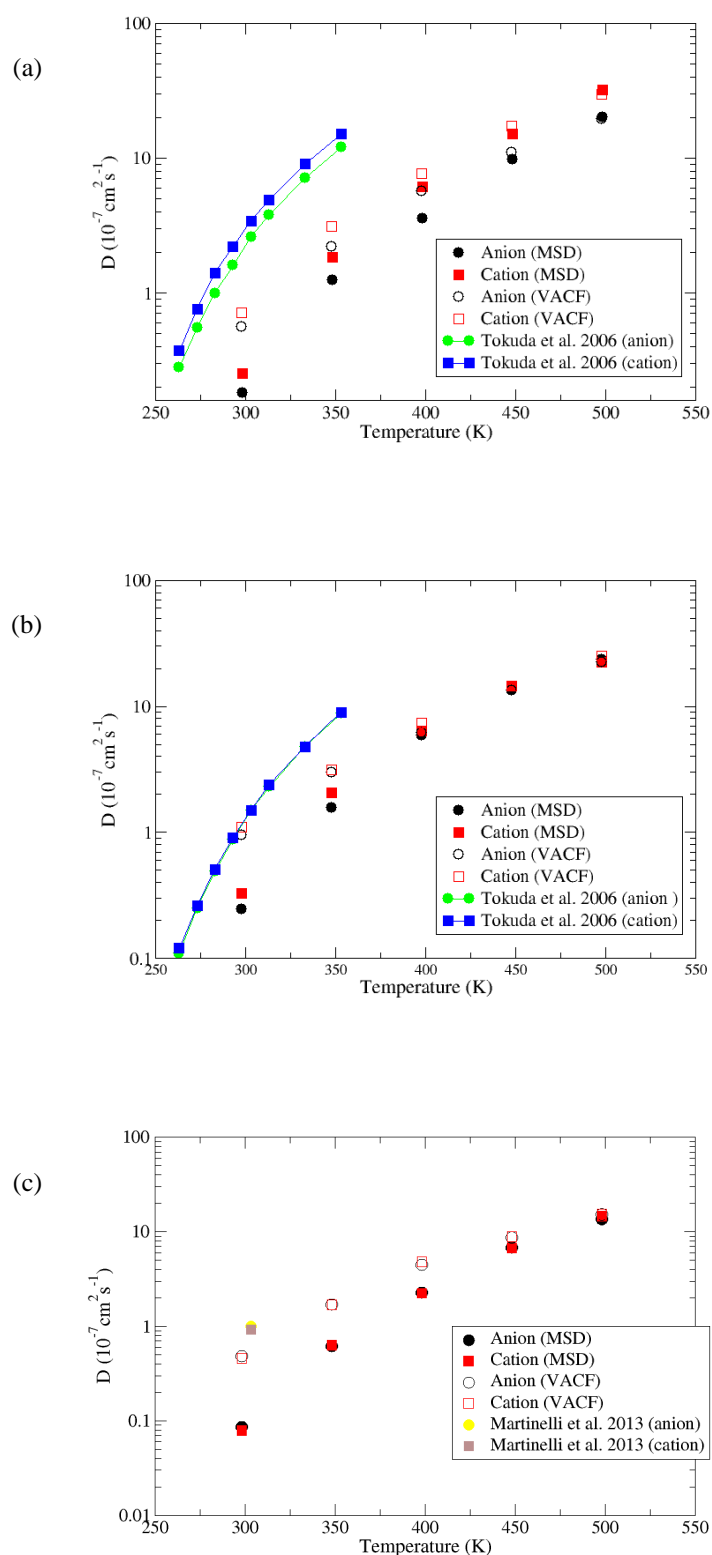 (a)
100
10
1
D (10⁻⁷cm²s⁻¹)
Anion (MSD)
Cation (MSD)
Anion (VACF)
Cation (VACF)
Tokuda et al. 2006 (anion)
Tokuda et al. 2006 (cation)
250 300 350 400 450 500 550
Temperature (K)
(b)
100
10
1
0.1
D (10⁻⁷cm²s⁻¹)
Anion (MSD)
Cation (MSD)
Anion (VACF)
Cation (VACF)
Tokuda et al. 2006 (anion )
Tokuda et al. 2006 (cation)
250 300 350 400 450 500 550
Temperature (K)
(c)
100
10
1
0.1
0.01
D (10⁻⁷cm²s⁻¹)
Anion (MSD)
Cation (MSD)
Anion (VACF)
Cation (VACF)
Martinelli et al. 2013 (anion)
Martinelli et al. 2013 (cation)
250 300 350 400 450 500 550
Temperature (K)